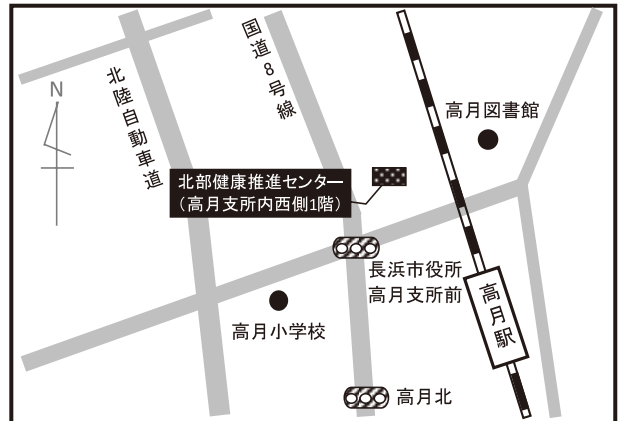 N
北陸自動車道
国道8号線
高月図書館
北部健康推進センター
（高月支所内西側1階）
長浜市役所
高月支所前
高月小学校
高月駅
高月北